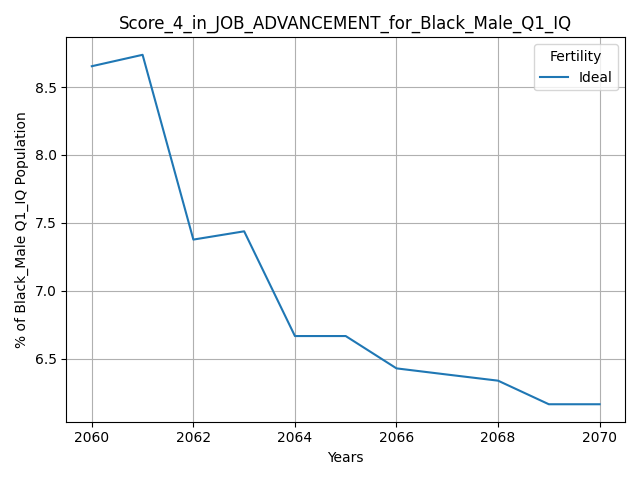 Score_4_in_JOB_ADVANCEMENT_for_Black_Male_Q1_IQ
Fertility
Ideal
% of Black_Male Q1_IQ Population
8.5
8.0
7.5
7.0
6.5
2060
2062
2064
2066
2068
2070
Years